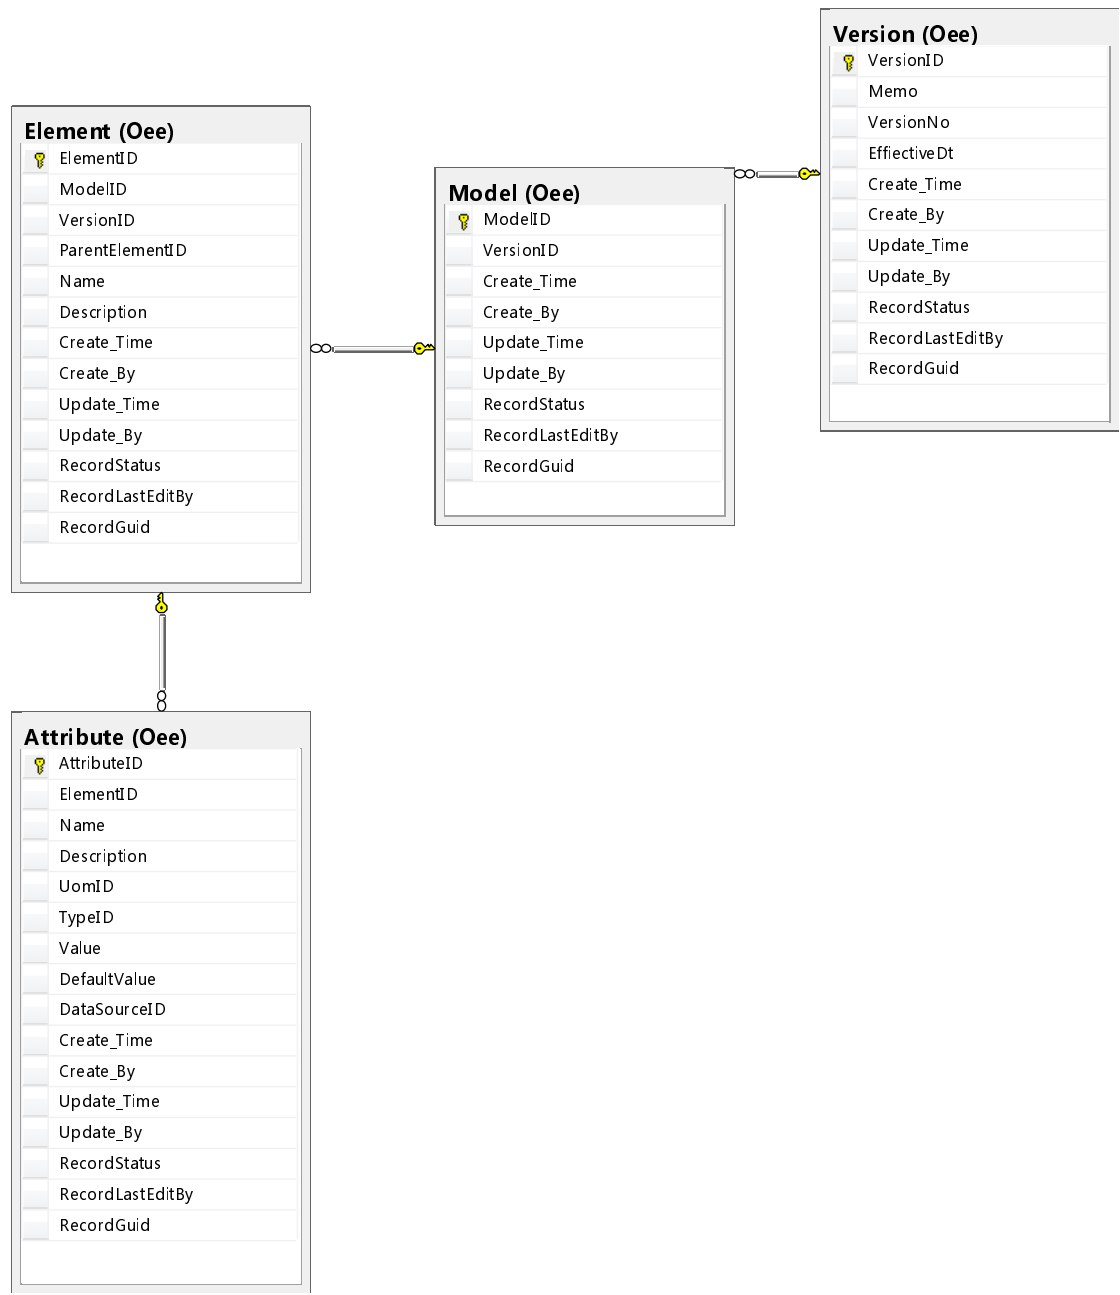 Version (Oee)
VersionID
Memo
VersionNo
EffiectiveDt
Create_Time
Create_By
Update_Time
Update_By
RecordStatus
RecordLastEditBy
RecordGuid
Element (Oee)
ElementID
ModelID
VersionID
ParentElementID
Name
Description
Create_Time
Create_By
Update_Time
Update_By
RecordStatus
RecordLastEditBy
RecordGuid
Model (Oee)
ModelID
VersionID
Create_Time
Create_By
Update_Time
Update_By
RecordStatus
RecordLastEditBy
RecordGuid
Attribute (Oee)
AttributeID
ElementID
Name
Description
UomID
TypeID
Value
DefaultValue
DataSourceID
Create_Time
Create_By
Update_Time
Update_By
RecordStatus
RecordLastEditBy
RecordGuid